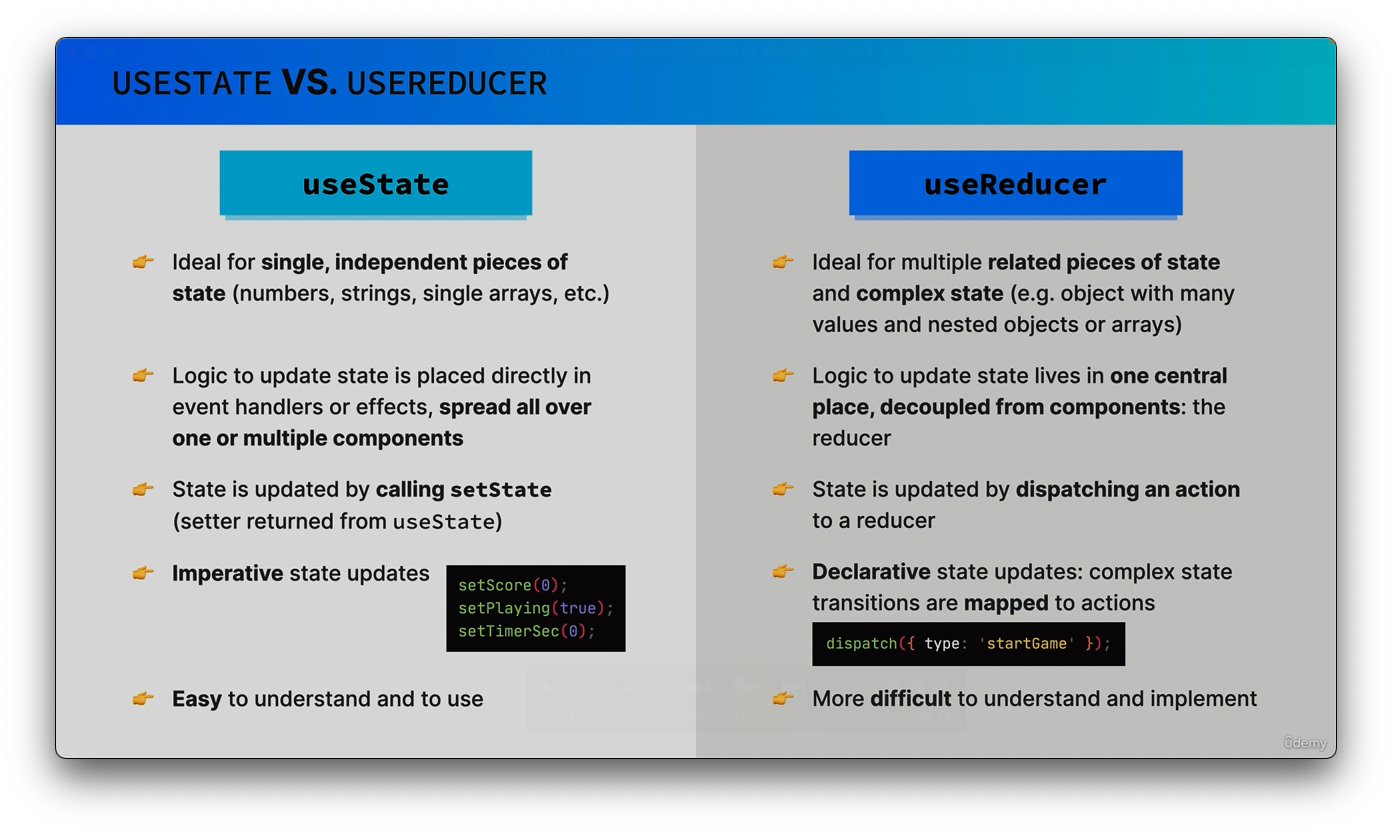 USESTATE VS. USEREDUCER
useState
Ideal for single, independent pieces of
state (numbers, strings, single arrays, etc.)
Logic to update state is placed directly in
event handlers or effects, spread all over
one or multiple components
State is updated by calling setState
(setter returned from useState)
Imperative state updates
setScore(0);
setPlaying(true);
setTimerSec(0);
Easy to understand and to use
useReducer
Ideal for multiple related pieces of state
and complex state (e.g. object with many
values and nested objects or arrays)
Logic to update state lives in one central
place, decoupled from components: the
reducer
State is updated by dispatching an action
to a reducer
Declarative state updates: complex state
transitions are mapped to actions
dispatch({ type: 'startGame' });
More difficult to understand and implement
ûdemy